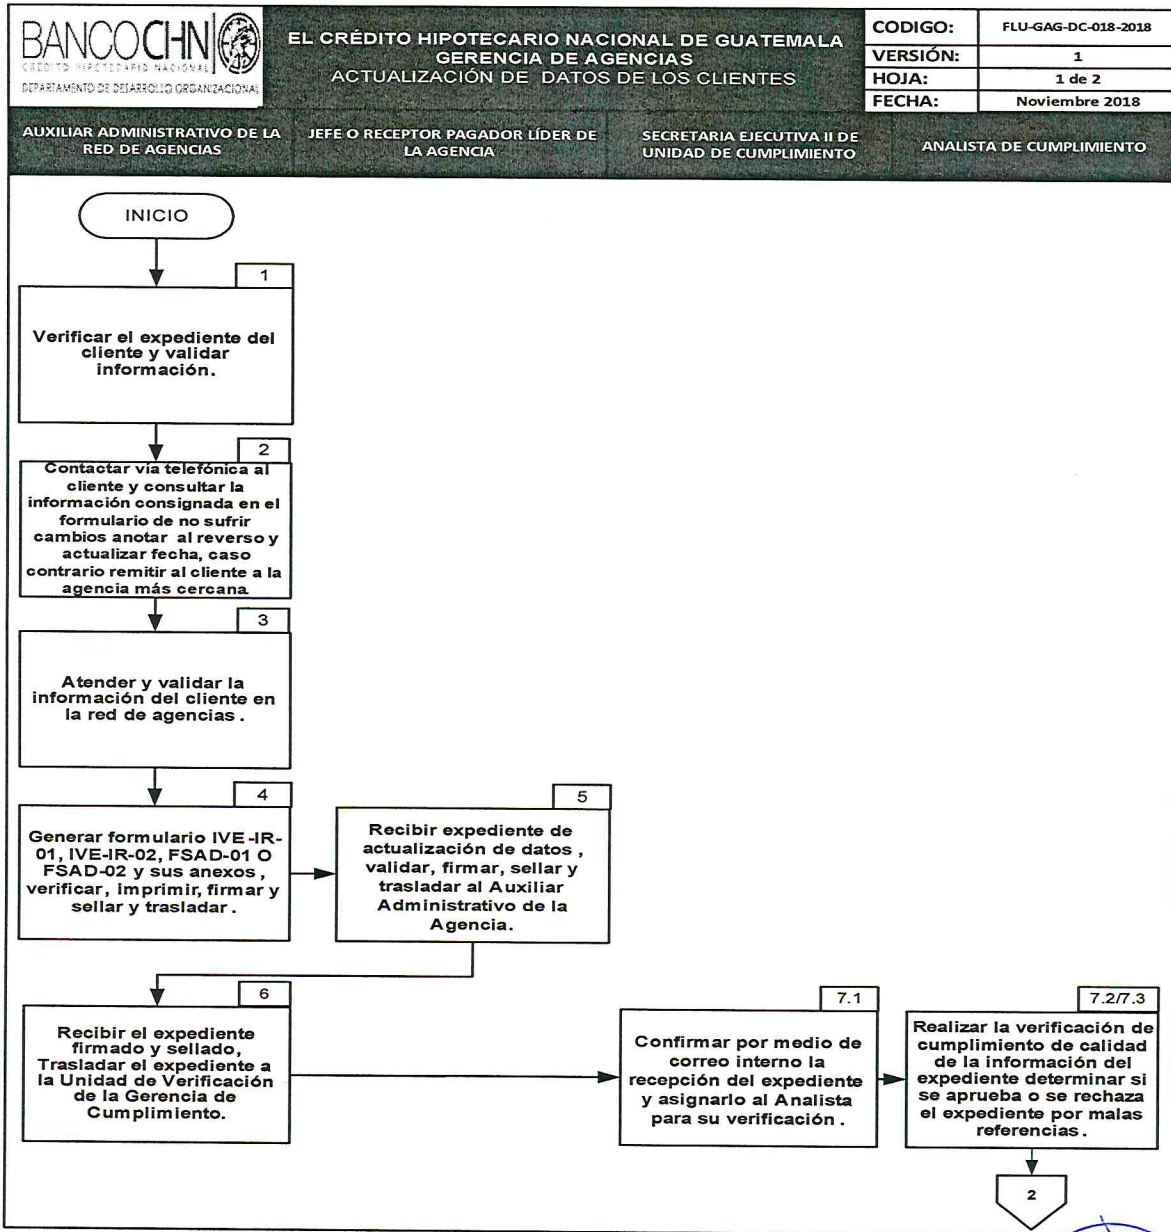 BANCOCHN
CRÉDITO HIPOTECARIO NACIONAL
DEPARTAMENTO DE DESARROLLO ORGANIZACIONAL
EL CRÉDITO HIPOTECARIO NACIONAL DE GUATEMALA
GERENCIA DE AGENCIAS
ACTUALIZACIÓN DE DATOS DE LOS CLIENTES
CODIGO: FLU-GAG-DC-018-2018
VERSIÓN: 1
HOJA: 1 de 2
FECHA: Noviembre 2018
AUXILIAR ADMINISTRATIVO DE LA
RED DE AGENCIAS
JEFE O RECEPTOR PAGADOR LÍDER DE
LA AGENCIA
SECRETARIA EJECUTIVA II DE
UNIDAD DE CUMPLIMIENTO
ANALISTA DE CUMPLIMIENTO
INICIO
1
Verificar el expediente del
cliente y validar
información.
2
Contactar vía telefónica al
cliente y consultar la
información consignada en el
formulario de no sufrir
cambios anotar al reverso y
actualizar fecha, caso
contrario remitir al cliente a la
agencia más cercana
3
Atender y validar la
información del cliente en
la red de agencias .
4
Generar formulario IVE-IR-
01, IVE-IR-02, FSAD-01 O
FSAD-02 y sus anexos ,
verificar, imprimir, firmar y
sellar y trasladar .
5
Recibir expediente de
actualización de datos ,
validar, firmar, sellar y
trasladar al Auxiliar
Administrativo de la
Agencia.
6
Recibir el expediente
firmado y sellado,
Trasladar el expediente a
la Unidad de Verificación
de la Gerencia de
Cumplimiento.
7.1
Confirmar por medio de
correo interno la
recepción del expediente
y asignarlo al Analista
para su verificación .
7.2/7.3
Realizar la verificación de
cumplimiento de calidad
de la información del
expediente determinar si
se aprueba o se rechaza
el expediente por malas
referencias .
2